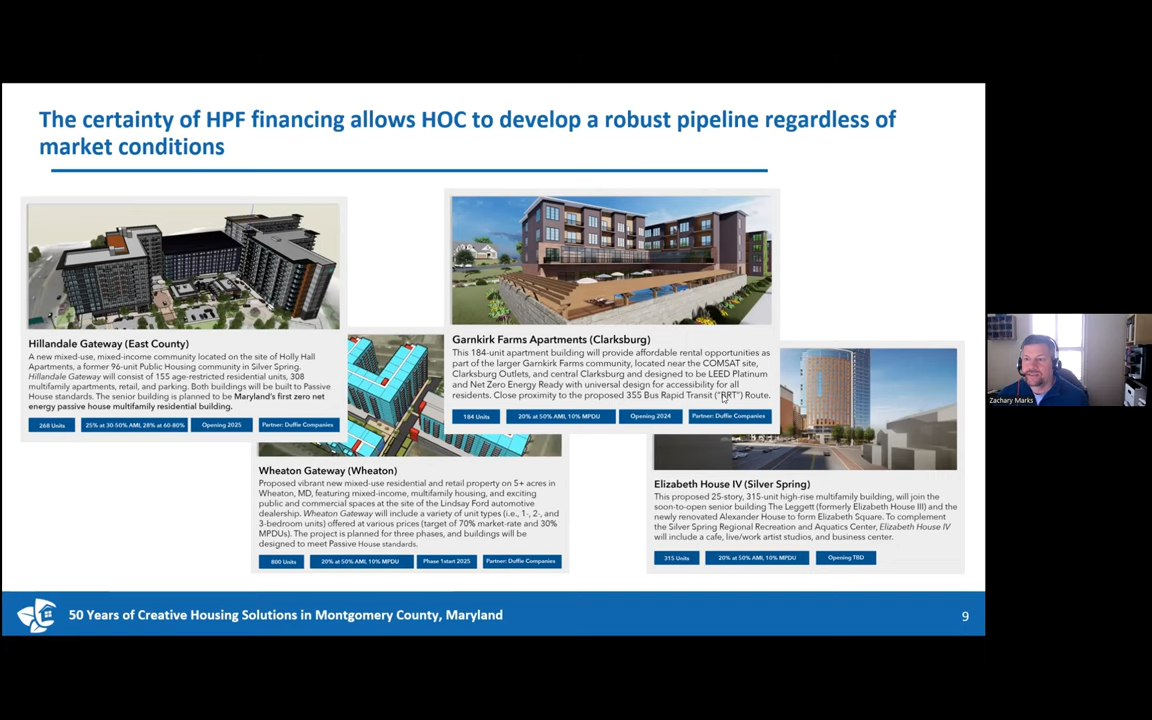 The certainty of HPF financing allows HOC to develop a robust pipeline regardless of
market conditions
Hillandale Gateway (East County)
A new mixed-use, mixed-income community located on the site of Holly Hall
Apartments, a former 96-unit Public Housing community in Silver Spring.
Hillandale Gateway will consist of 155 age-restricted residential units, 308
multifamily apartments, retail, and parking. Both buildings will be built to Passive
House standards. The senior building is planned to be Maryland's first zero net
energy passive house multifamily residential building.
268 Units
25% at 30-50% AMI, 28% at 60-80%
Opening 2025
Partner: Duffie Companies
Garnkirk Farms Apartments (Clarksburg)
This 184-unit apartment building will provide affordable rental opportunities as
part of the larger Garnkirk Farms community, located near the COMSAT site,
Clarksburg Outlets, and central Clarksburg and designed to be LEED Platinum
and Net Zero Energy Ready with universal design for accessibility for all
residents. Close proximity to the proposed 355 Bus Rapid Transit ("BRT") Route.
184 Units
20% at 50% AMI, 10% MPDU
Opening 2024
Partner: Duffie Companies
Wheaton Gateway (Wheaton)
Proposed vibrant new mixed-use residential and retail property on 5+ acres in
Wheaton, MD, featuring mixed-income, multifamily housing, and exciting
public and commercial spaces at the site of the Lindsay Ford automotive
dealership. Wheaton Gateway will include a variety of unit types (i.e., 1-, 2-, and
3-bedroom units) offered at various prices (target of 70% market-rate and 30%
MPDUs). The project is planned for three phases, and buildings will be
designed to meet Passive House standards.
800 Units
20% at 50% AMI, 10% MPDU
Phase 1start 2025
Partner: Duffie Companies
Elizabeth House IV (Silver Spring)
This proposed 25-story, 315-unit high-rise multifamily building, will join the
soon-to-open senior building The Leggett (formerly Elizabeth House III) and the
newly renovated Alexander House to form Elizabeth Square. To complement
the Silver Spring Regional Recreation and Aquatics Center, Elizabeth House IV
will include a cafe, live/work artist studios, and business center.
315 Units
20% at 50% AMI, 10% MPDU
Opening TBD
50 Years of Creative Housing Solutions in Montgomery County, Maryland
9
Zachary Marks